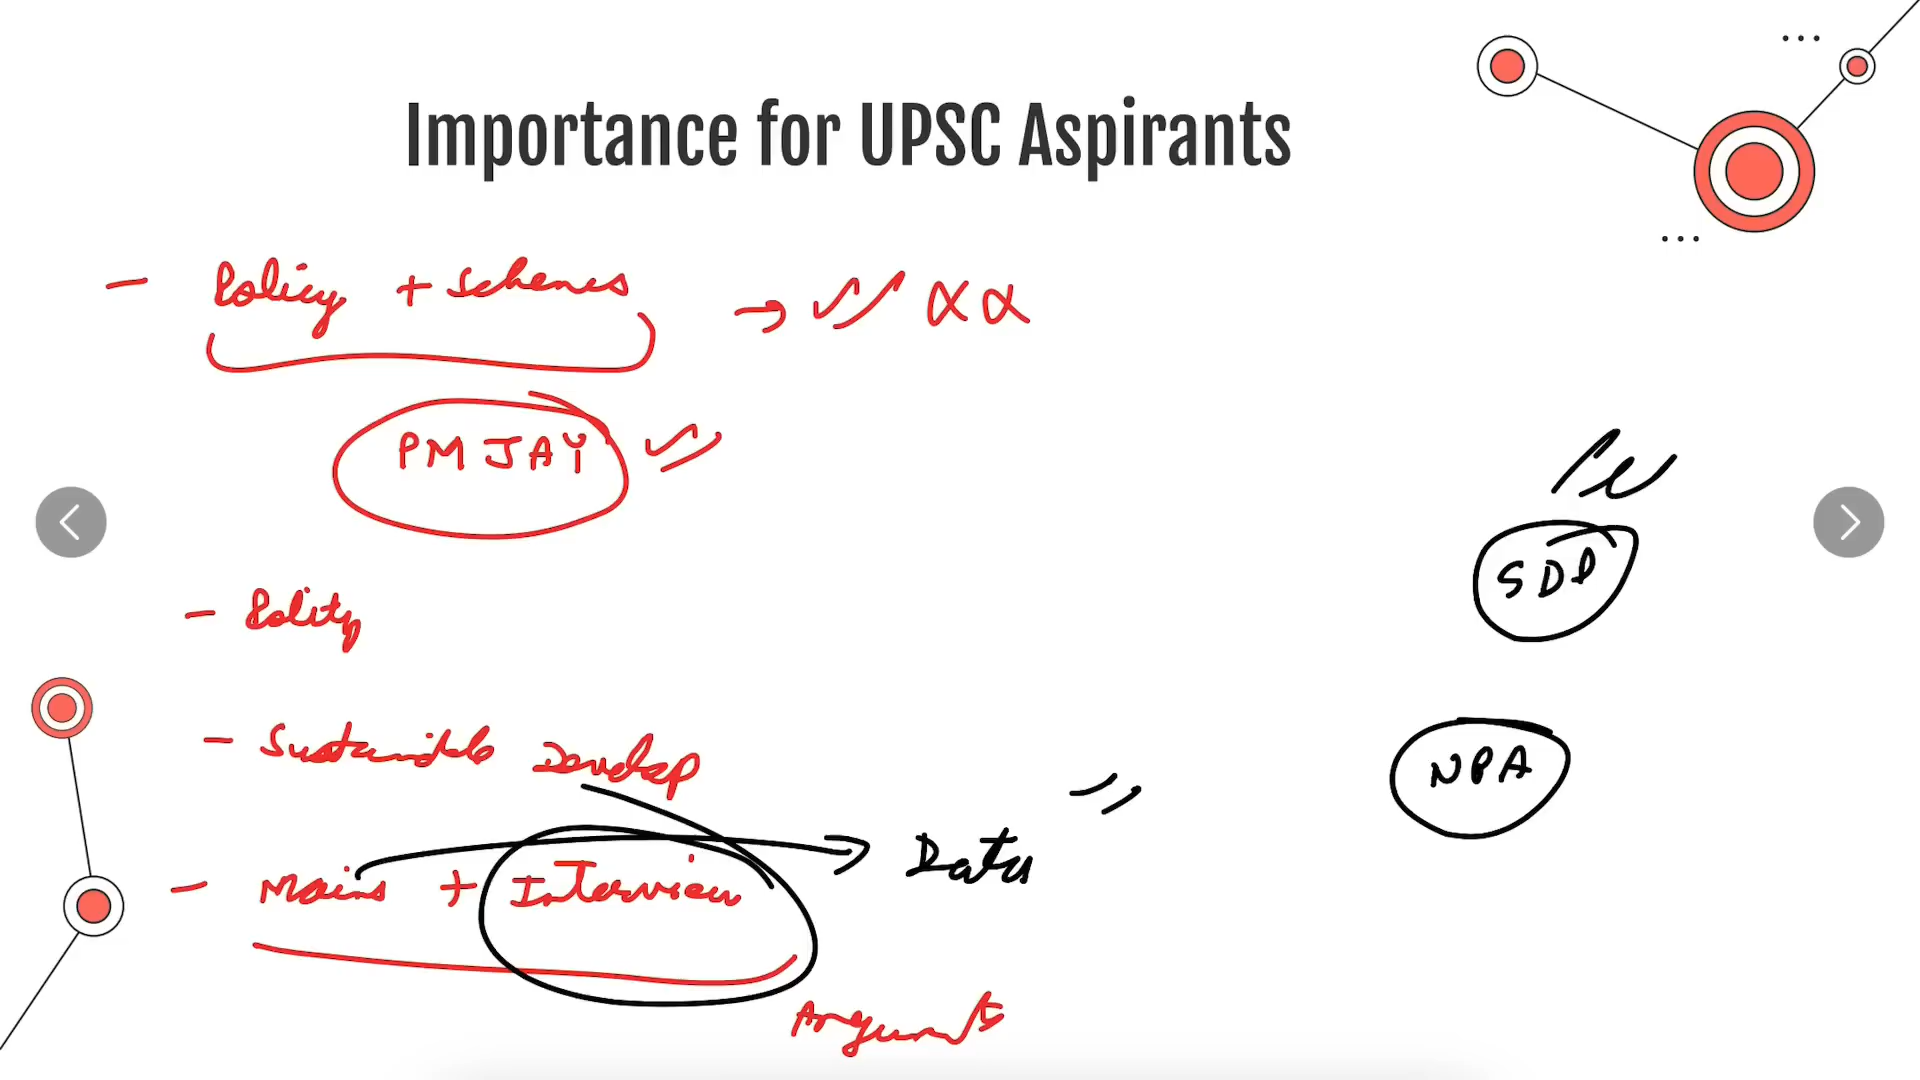 Importance for UPSC Aspirants
- Policy + Schemes →
PMJAY
- Polity
- Sustainable Develop
- Mains + Interview → Data
Arguments
SDP
NPA